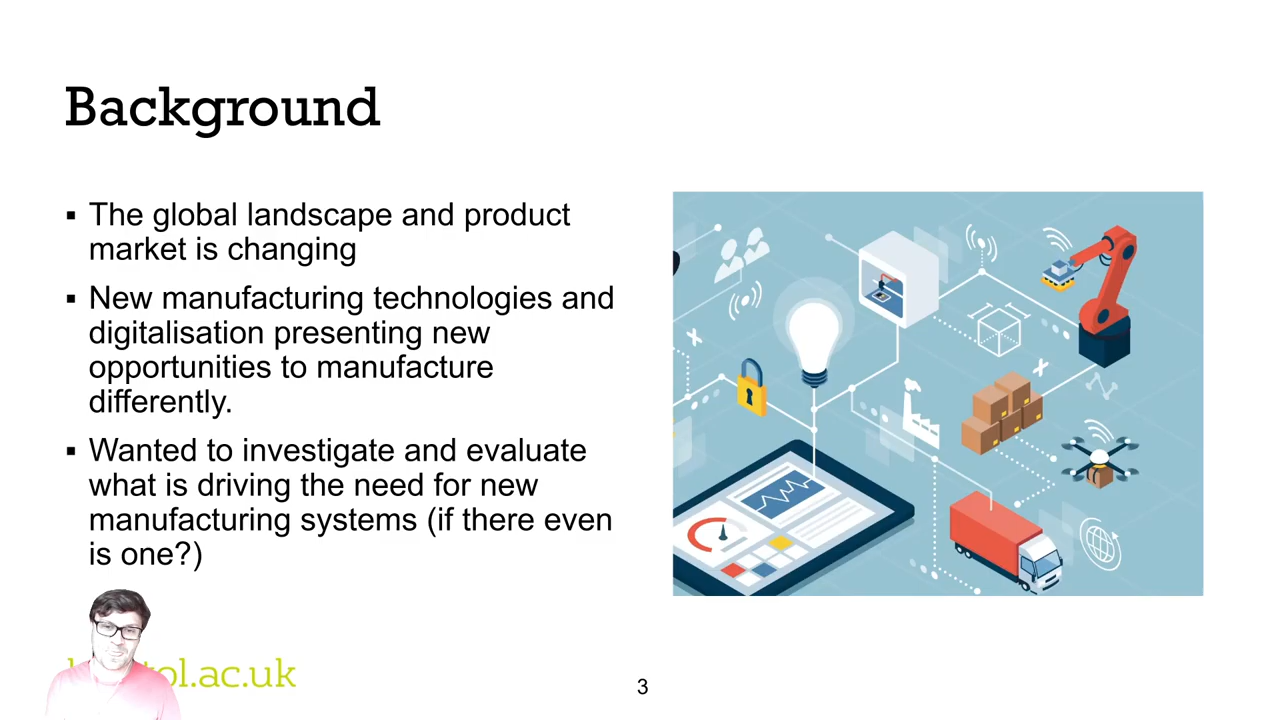 Background
▪ The global landscape and product
market is changing
▪ New manufacturing technologies and
digitalisation presenting new
opportunities to manufacture
differently.
▪ Wanted to investigate and evaluate
what is driving the need for new
manufacturing systems (if there even
is one?)
ol.ac.uk
3